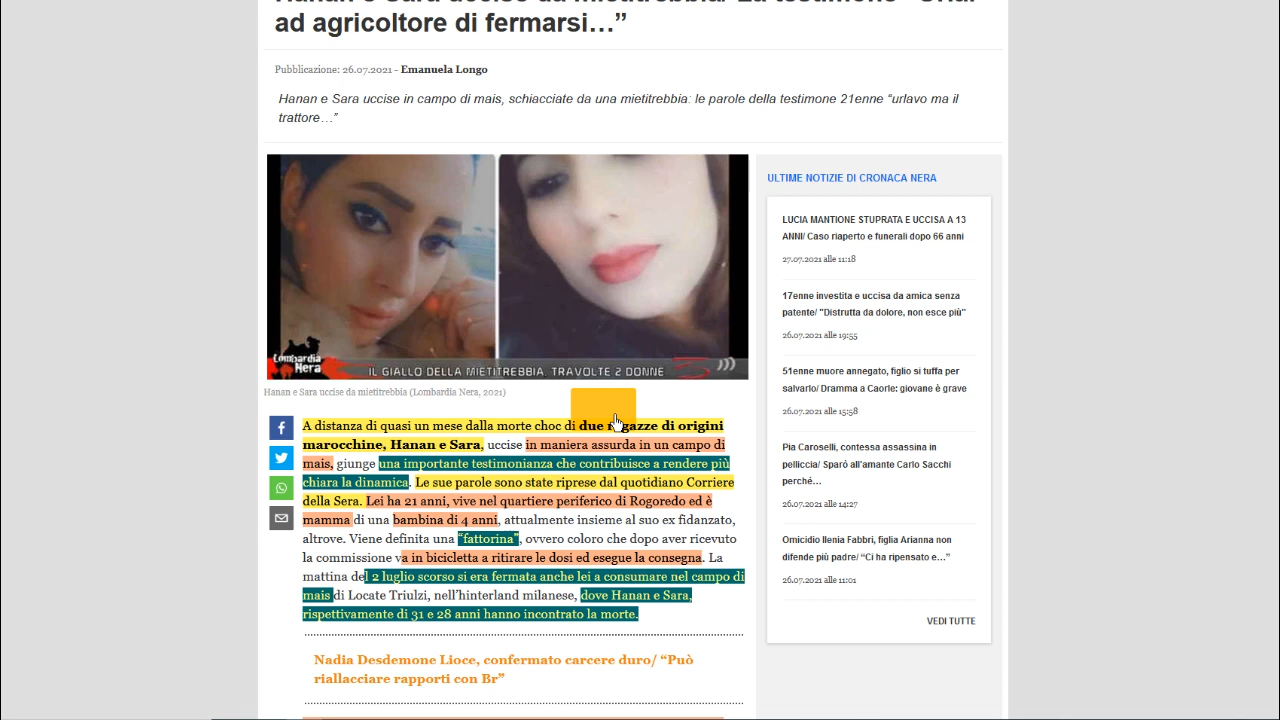 Hanan e Sara uccise da mietitrebbia/ La testimone “Urlai
ad agricoltore di fermarsi…”
Pubblicazione: 26.07.2021 - Emanuela Longo
Hanan e Sara uccise in campo di mais, schiacciate da una mietitrebbia: le parole della testimone 21enne “urlavo ma il
trattore…”
Lombardia
Nera
IL GIALLO DELLA MIETITREBBIA. TRAVOLTE 2 DONNE
Hanan e Sara uccise da mietitrebbia (Lombardia Nera, 2021)
A distanza di quasi un mese dalla morte choc di due ragazze di origini
marocchine, Hanan e Sara, uccise in maniera assurda in un campo di
mais, giunge una importante testimonianza che contribuisce a rendere più
chiara la dinamica. Le sue parole sono state riprese dal quotidiano Corriere
della Sera. Lei ha 21 anni, vive nel quartiere periferico di Rogoredo ed è
mamma di una bambina di 4 anni, attualmente insieme al suo ex fidanzato,
altrove. Viene definita una “fattorina”, ovvero coloro che dopo aver ricevuto
la commissione va in bicicletta a ritirare le dosi ed esegue la consegna. La
mattina del 2 luglio scorso si era fermata anche lei a consumare nel campo di
mais di Locate Triulzi, nell’hinterland milanese, dove Hanan e Sara,
rispettivamente di 31 e 28 anni hanno incontrato la morte.
Nadia Desdemone Lioce, confermato carcere duro/ “Può
riallacciare rapporti con Br”
ULTIME NOTIZIE DI CRONACA NERA
LUCIA MANTIONE STUPRATA E UCCISA A 13
ANNI/ Caso riaperto e funerali dopo 66 anni
27.07.2021 alle 11:18
17enne investita e uccisa da amica senza
patente/ "Distrutta da dolore, non esce più"
26.07.2021 alle 19:55
51enne muore annegato, figlio si tuffa per
salvarlo/ Dramma a Caorle: giovane è grave
26.07.2021 alle 15:58
Pia Caroselli, contessa assassina in
pelliccia/ Sparò all'amante Carlo Sacchi
perché…
26.07.2021 alle 14:27
Omicidio Ilenia Fabbri, figlia Arianna non
difende più padre/ “Ci ha ripensato e…”
26.07.2021 alle 11:01
VEDI TUTTE